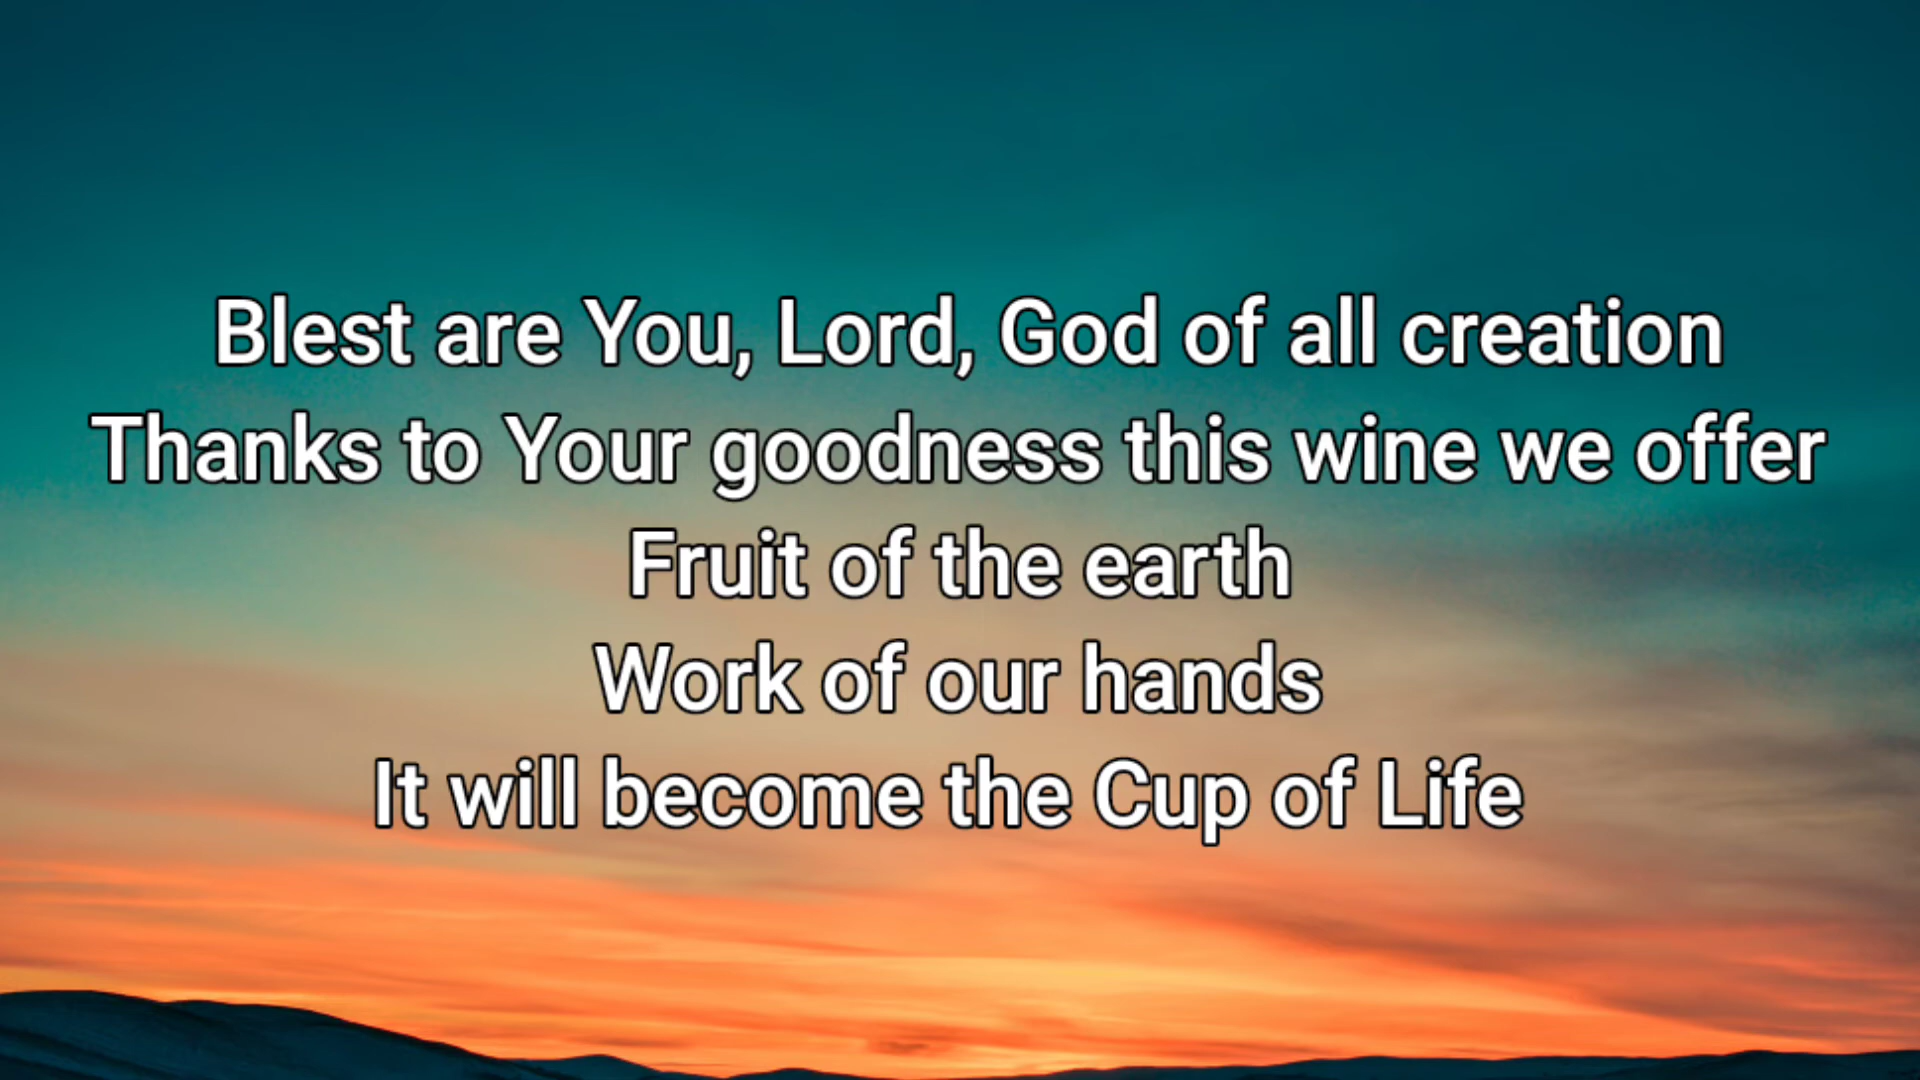 Blest are You, Lord, God of all creation
Thanks to Your goodness this wine we offer
Fruit of the earth
Work of our hands
It will become the Cup of Life